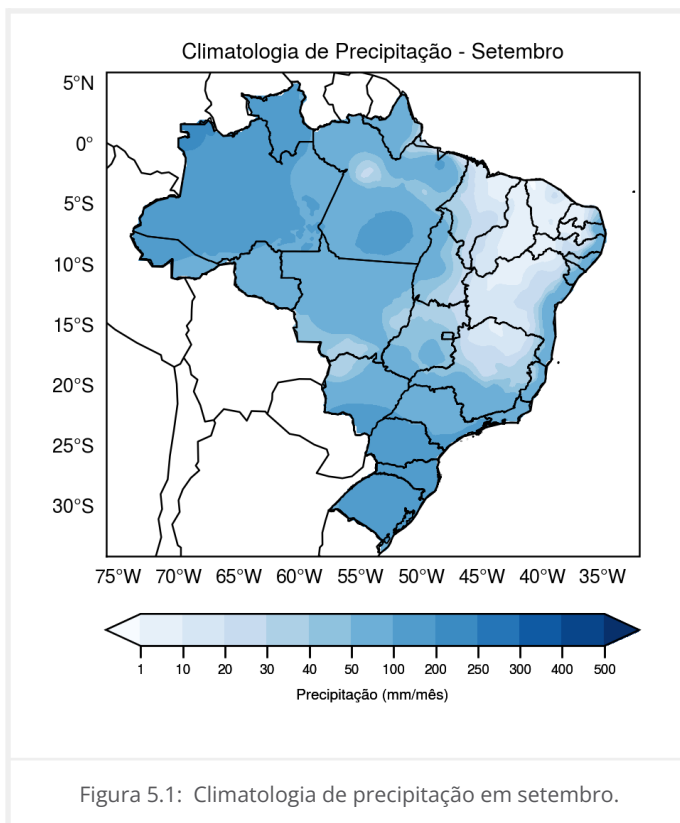 Climatologia de Precipitação - Setembro
5°N
0°
5°S
10°S
15°S
20°S
25°S
30°S
75°W 70°W 65°W 60°W 55°W 50°W 45°W 40°W 35°W
1 10 20 30 40 50 100 200 250 300 400 500
Precipitação (mm/mês)
Figura 5.1: Climatologia de precipitação em setembro.